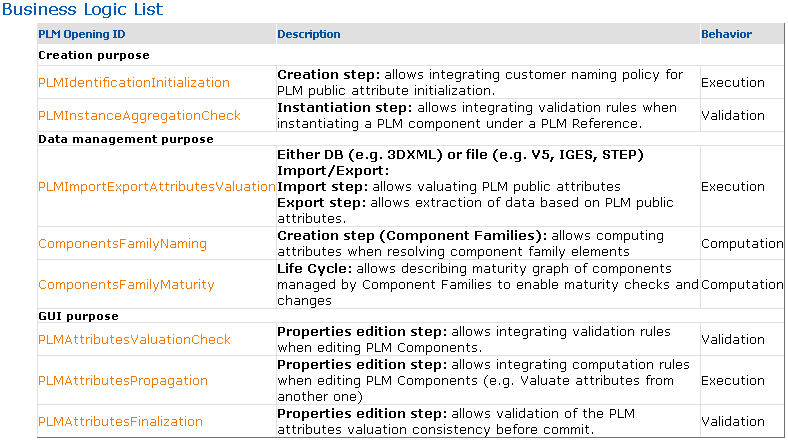 Business Logic List
PLM Opening ID Description Behavior
Creation purpose
PLMIdentificationInitialization Creation step: allows integrating customer naming policy for Execution
PLM public attribute initialization.
PLMInstanceAggregationCheck Instantiation step: allows integrating validation rules when Validation
instantiating a PLM component under a PLM Reference.
Data management purpose
Either DB (e.g. 3DXML) or file (e.g. V5, IGES, STEP)
Import/Export:
PLMImportExportAttributesValuation Import step: allows valuating PLM public attributes Execution
Export step: allows extraction of data based on PLM public
attributes.
ComponentsFamilyNaming Creation step (Component Families): allows computing Computation
attributes when resolving component family elements
Life Cycle: allows describing maturity graph of components
ComponentsFamilyMaturity managed by Component Families to enable maturity checks and Computation
changes
GUI purpose
PLMAttributesValuationCheck Properties edition step: allows integrating validation rules Validation
when editing PLM Components.
Properties edition step: allows integrating computation rules
PLMAttributesPropagation when editing PLM Components (e.g. Valuate attributes from Execution
another one)
PLMAttributesFinalization Properties edition step: allows validation of the PLM Validation
attributes valuation consistency before commit.